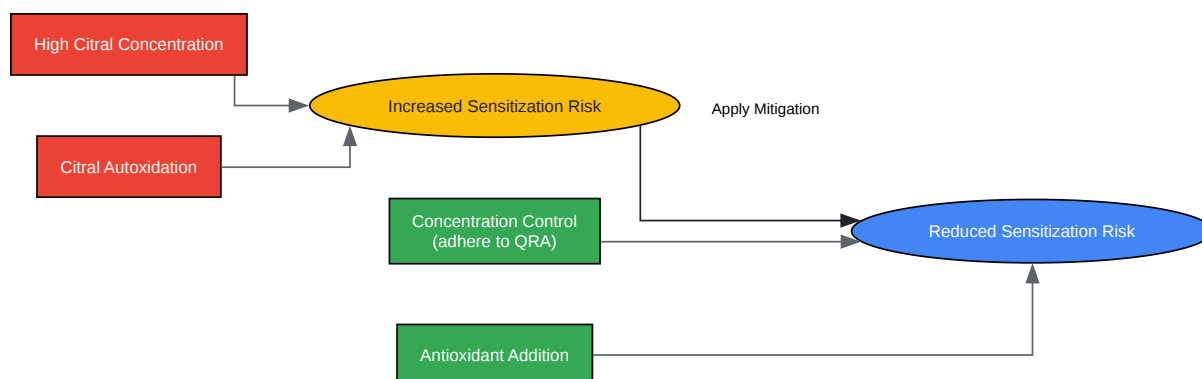 High Citral Concentration
Increased Sensitization Risk
Apply Mitigation
Citral Autoxidation
Concentration Control
(adhere to QRA)
Reduced Sensitization Risk
Antioxidant Addition